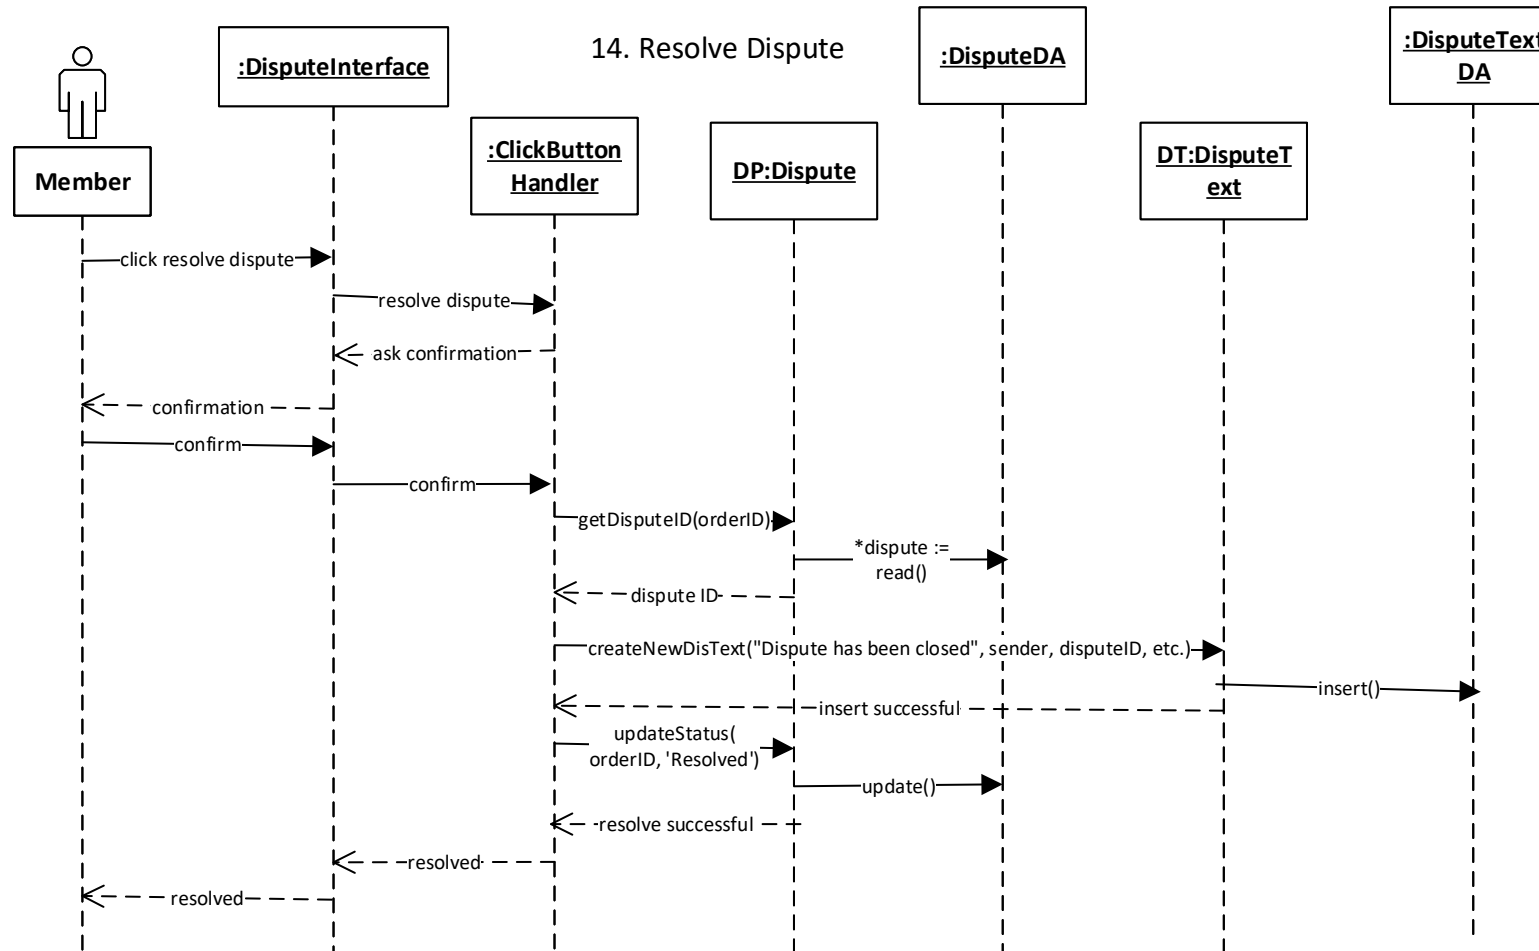 14. Resolve Dispute
:DisputeInterface
:DisputeDA
:DisputeText
DA
Member
:ClickButton
Handler
DP:Dispute
DT:DisputeT
ext
click resolve dispute
resolve dispute
ask confirmation
confirmation
confirm
confirm
getDisputeID(orderID)
*dispute :=
read()
dispute ID
createNewDisText("Dispute has been closed", sender, disputeID, etc.)
insert()
insert successful
updateStatus(
orderID, 'Resolved')
update()
resolve successful
resolved
resolved